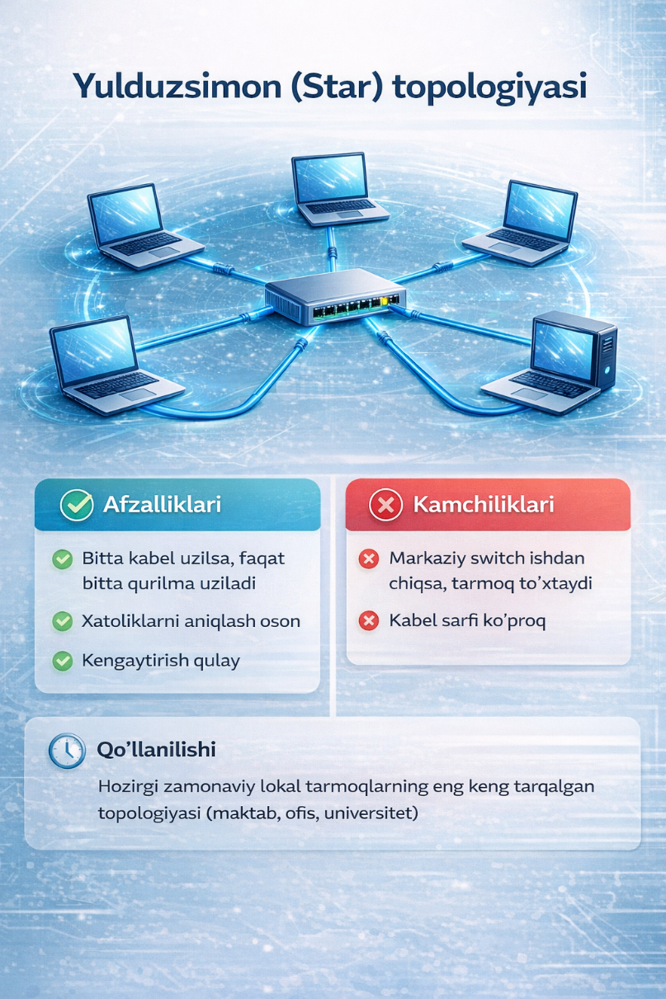 Yulduzsimon (Star) topologiyasi
Afzalliklari
Bitta kabel uzilsa, faqat
bitta qurilma uziladi
Xatoliklarni aniqlash oson
Kengaytirish qulay
Kamchiliklari
Markaziy switch ishdan
chiqsa, tarmoq to’xtaydi
Kabel sarfi ko’proq
Qo’llanilishi
Hozirgi zamonaviy lokal tarmoqlarning eng keng tarqalgan
topologiyasi (maktab, ofis, universitet)